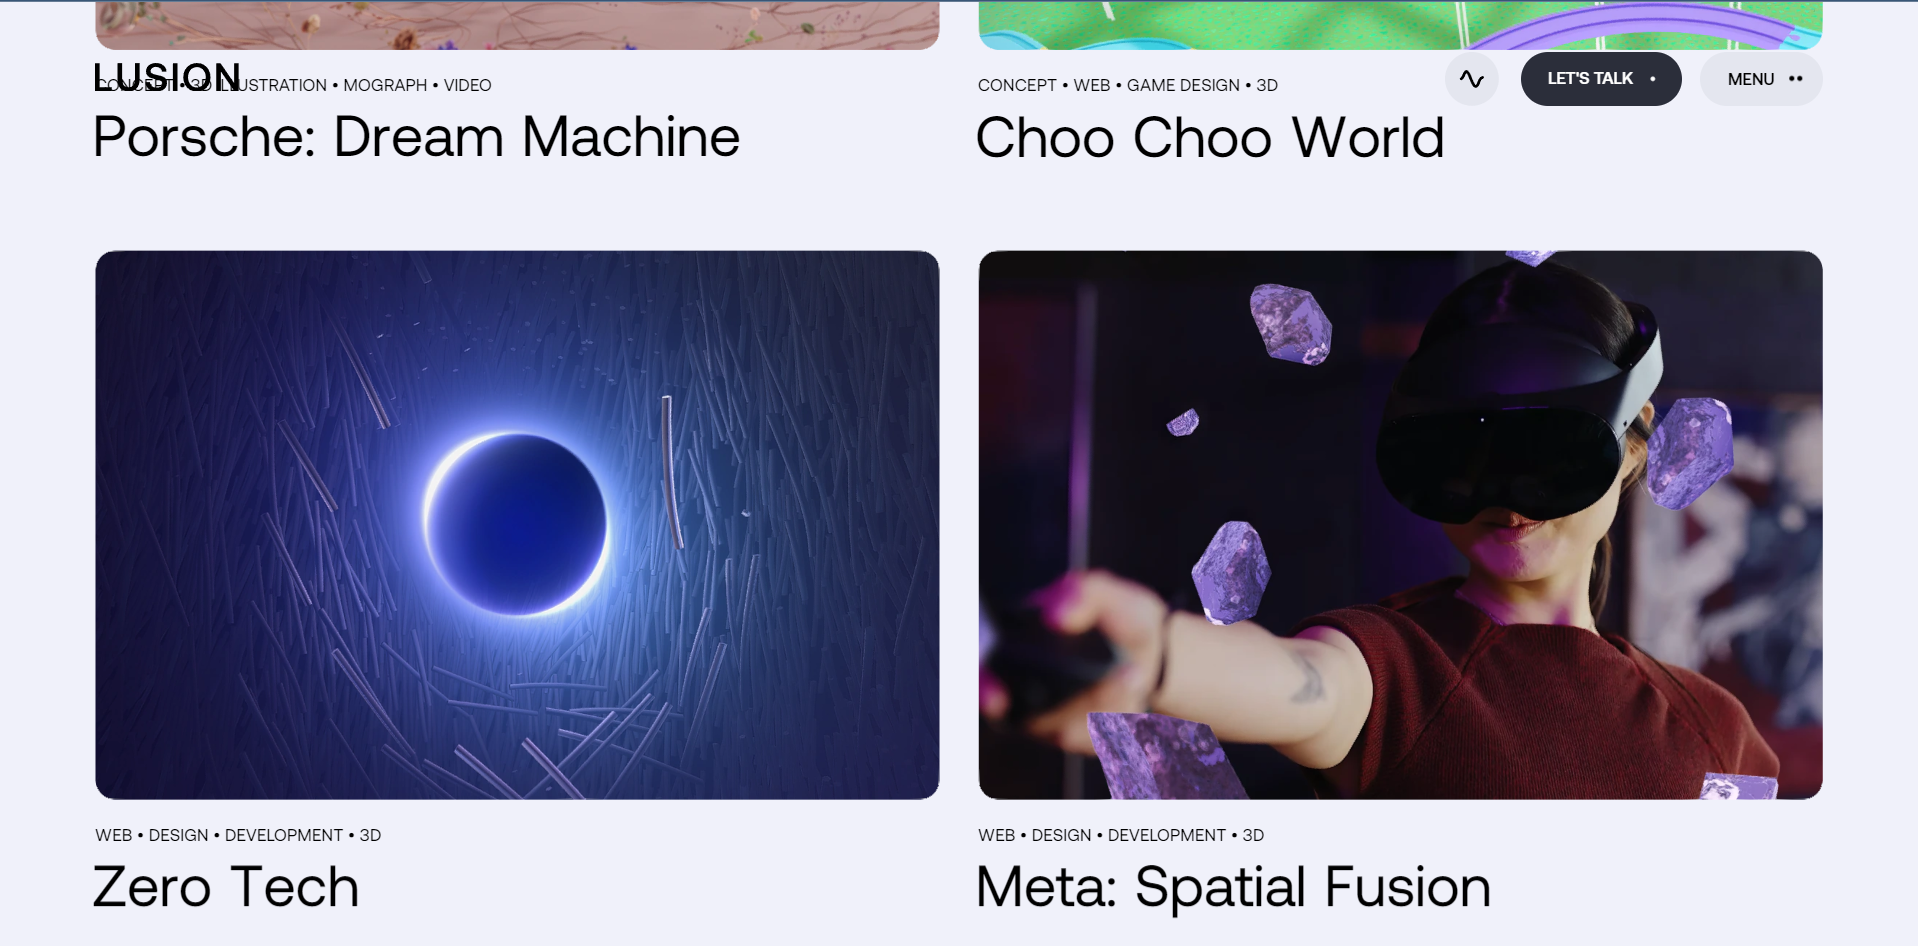 LUSION
CONCEPT • 3D ILLUSTRATION • MOGRAPH • VIDEO
Porsche: Dream Machine
CONCEPT • WEB • GAME DESIGN • 3D
Choo Choo World
LET'S TALK •
MENU ••
WEB • DESIGN • DEVELOPMENT • 3D
Zero Tech
WEB • DESIGN • DEVELOPMENT • 3D
Meta: Spatial Fusion